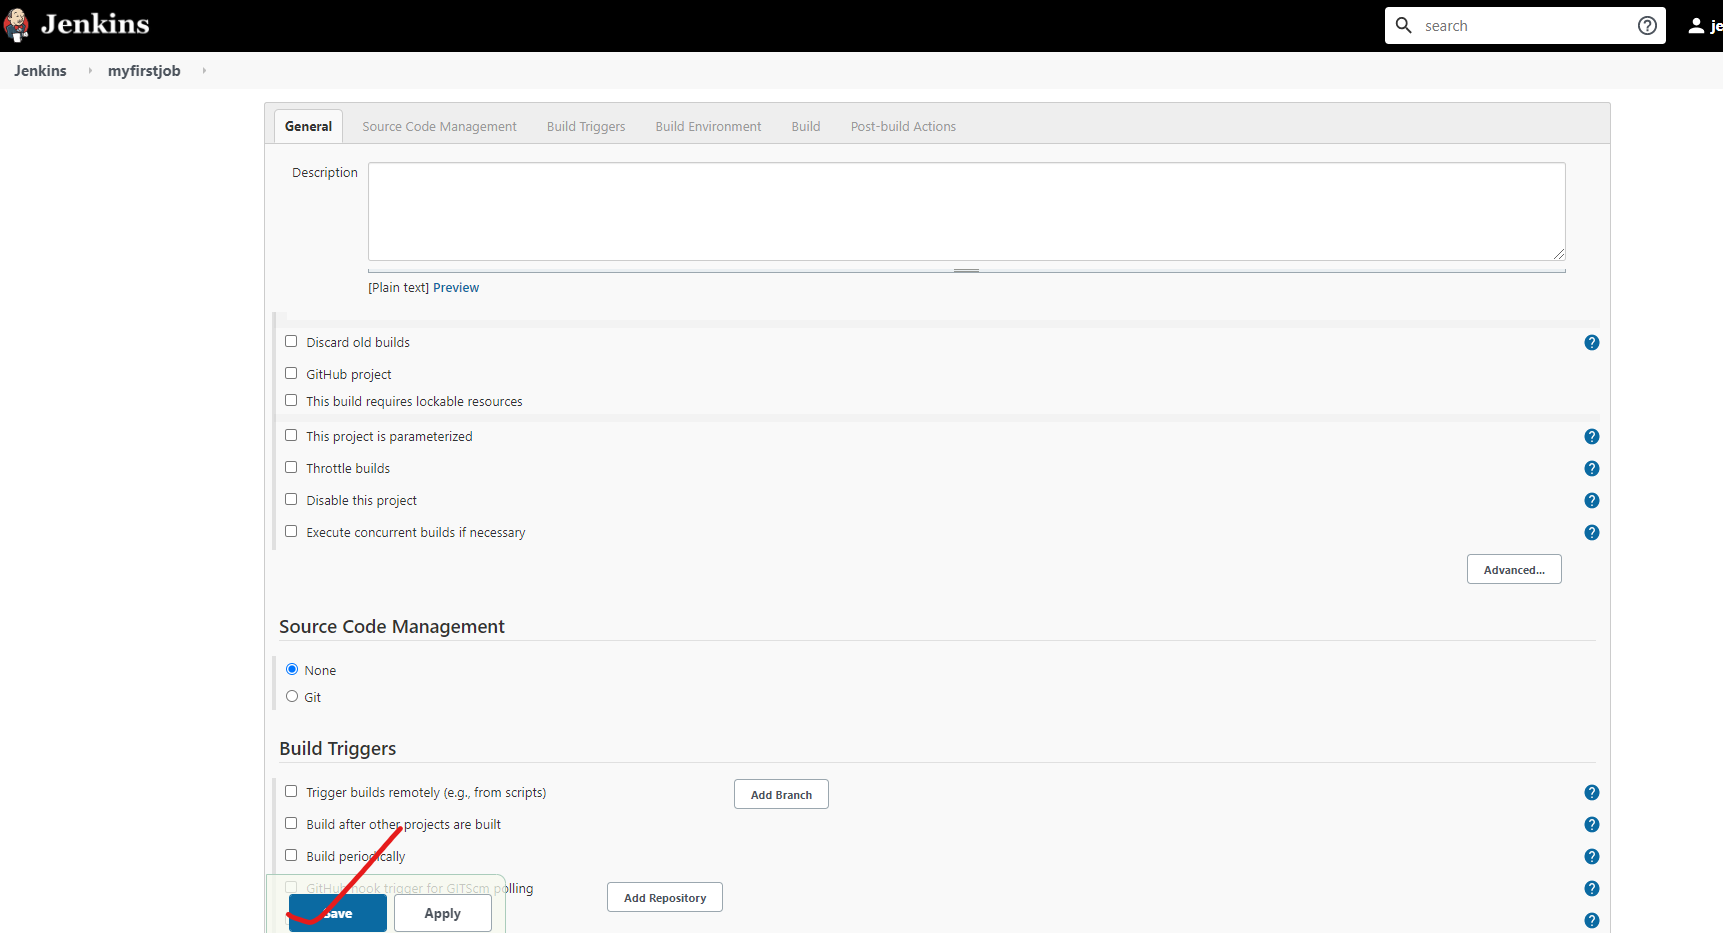 Jenkins
search
je
Jenkins myfirstjob
General Source Code Management Build Triggers Build Environment Build Post-build Actions
Description
[Plain text] Preview
Discard old builds
GitHub project
This build requires lockable resources
This project is parameterized
Throttle builds
Disable this project
Execute concurrent builds if necessary
Advanced...
Source Code Management
None
Git
Build Triggers
Trigger builds remotely (e.g., from scripts) Add Branch
Build after other projects are built
Build periodically
GitHub hook trigger for GITScm polling
Add Repository
Save Apply